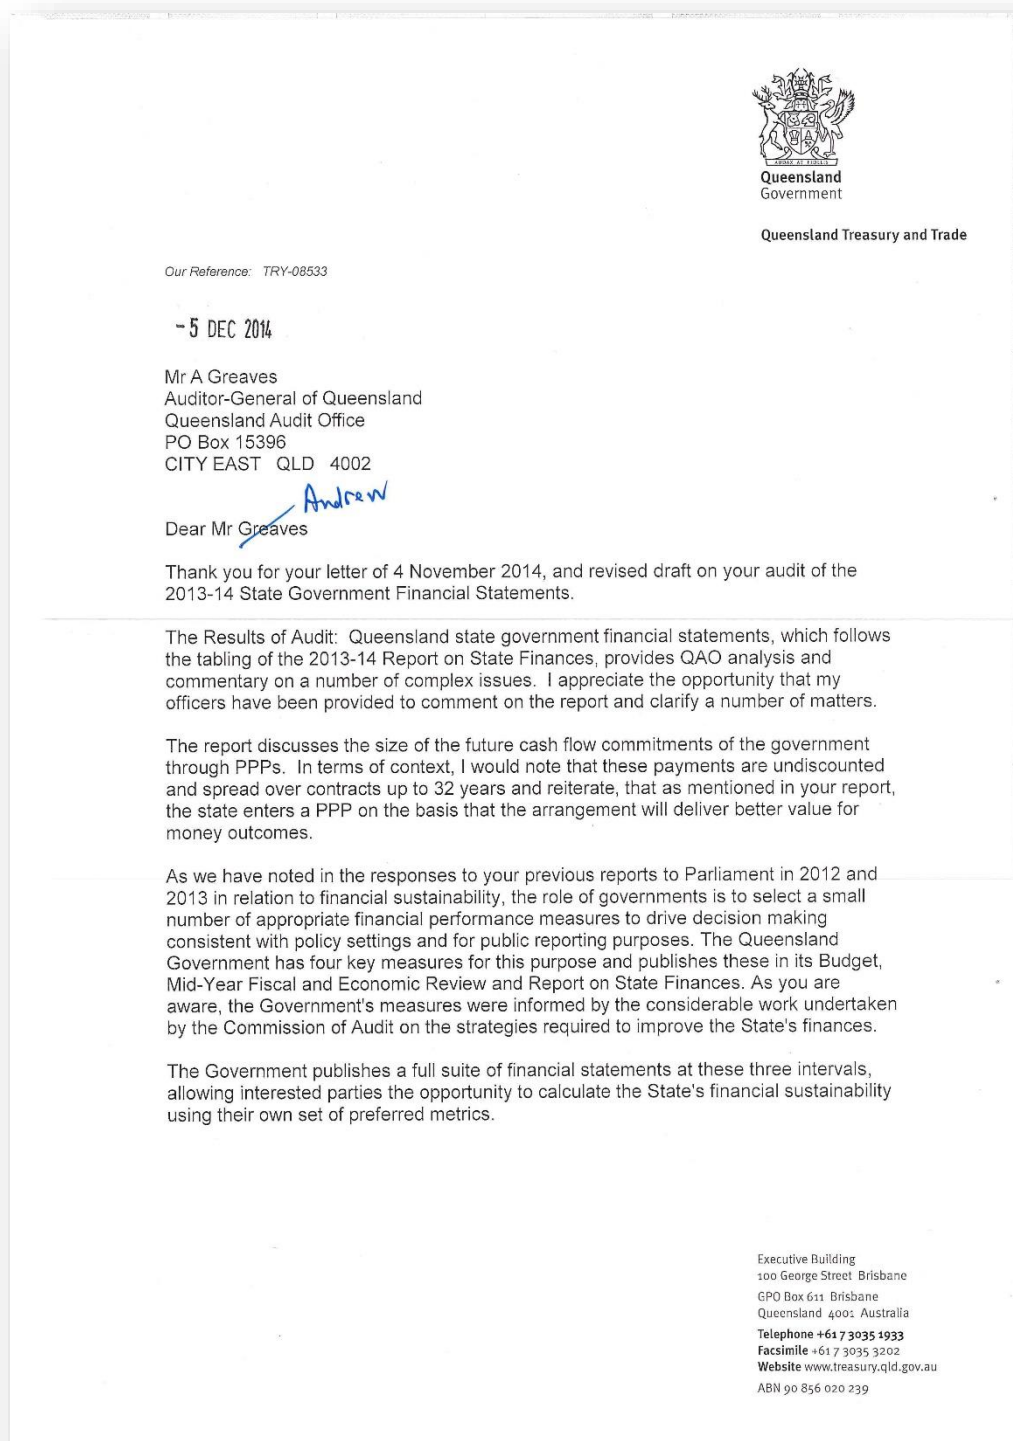 Queensland
Government
Queensland Treasury and Trade
Our Reference: TRY-08533
-5 DEC 2014
Mr A Greaves
Auditor-General of Queensland
Queensland Audit Office
PO Box 15396
CITY EAST QLD 4002
Andrew
Dear Mr Greaves
Thank you for your letter of 4 November 2014, and revised draft on your audit of the
2013-14 State Government Financial Statements.
The Results of Audit: Queensland state government financial statements, which follows
the tabling of the 2013-14 Report on State Finances, provides QAO analysis and
commentary on a number of complex issues. I appreciate the opportunity that my
officers have been provided to comment on the report and clarify a number of matters.
The report discusses the size of the future cash flow commitments of the government
through PPPs. In terms of context, I would note that these payments are undiscounted
and spread over contracts up to 32 years and reiterate, that as mentioned in your report,
the state enters a PPP on the basis that the arrangement will deliver better value for
money outcomes.
As we have noted in the responses to your previous reports to Parliament in 2012 and
2013 in relation to financial sustainability, the role of governments is to select a small
number of appropriate financial performance measures to drive decision making
consistent with policy settings and for public reporting purposes. The Queensland
Government has four key measures for this purpose and publishes these in its Budget,
Mid-Year Fiscal and Economic Review and Report on State Finances. As you are
aware, the Government's measures were informed by the considerable work undertaken
by the Commission of Audit on the strategies required to improve the State's finances.
The Government publishes a full suite of financial statements at these three intervals,
allowing interested parties the opportunity to calculate the State's financial sustainability
using their own set of preferred metrics.
Executive Building
100 George Street Brisbane
GPO Box 611 Brisbane
Queensland 4001 Australia
Telephone +61 7 3035 1933
Facsimile +61 7 3035 3202
Website www.treasury.qld.gov.au
ABN 90 856 020 239